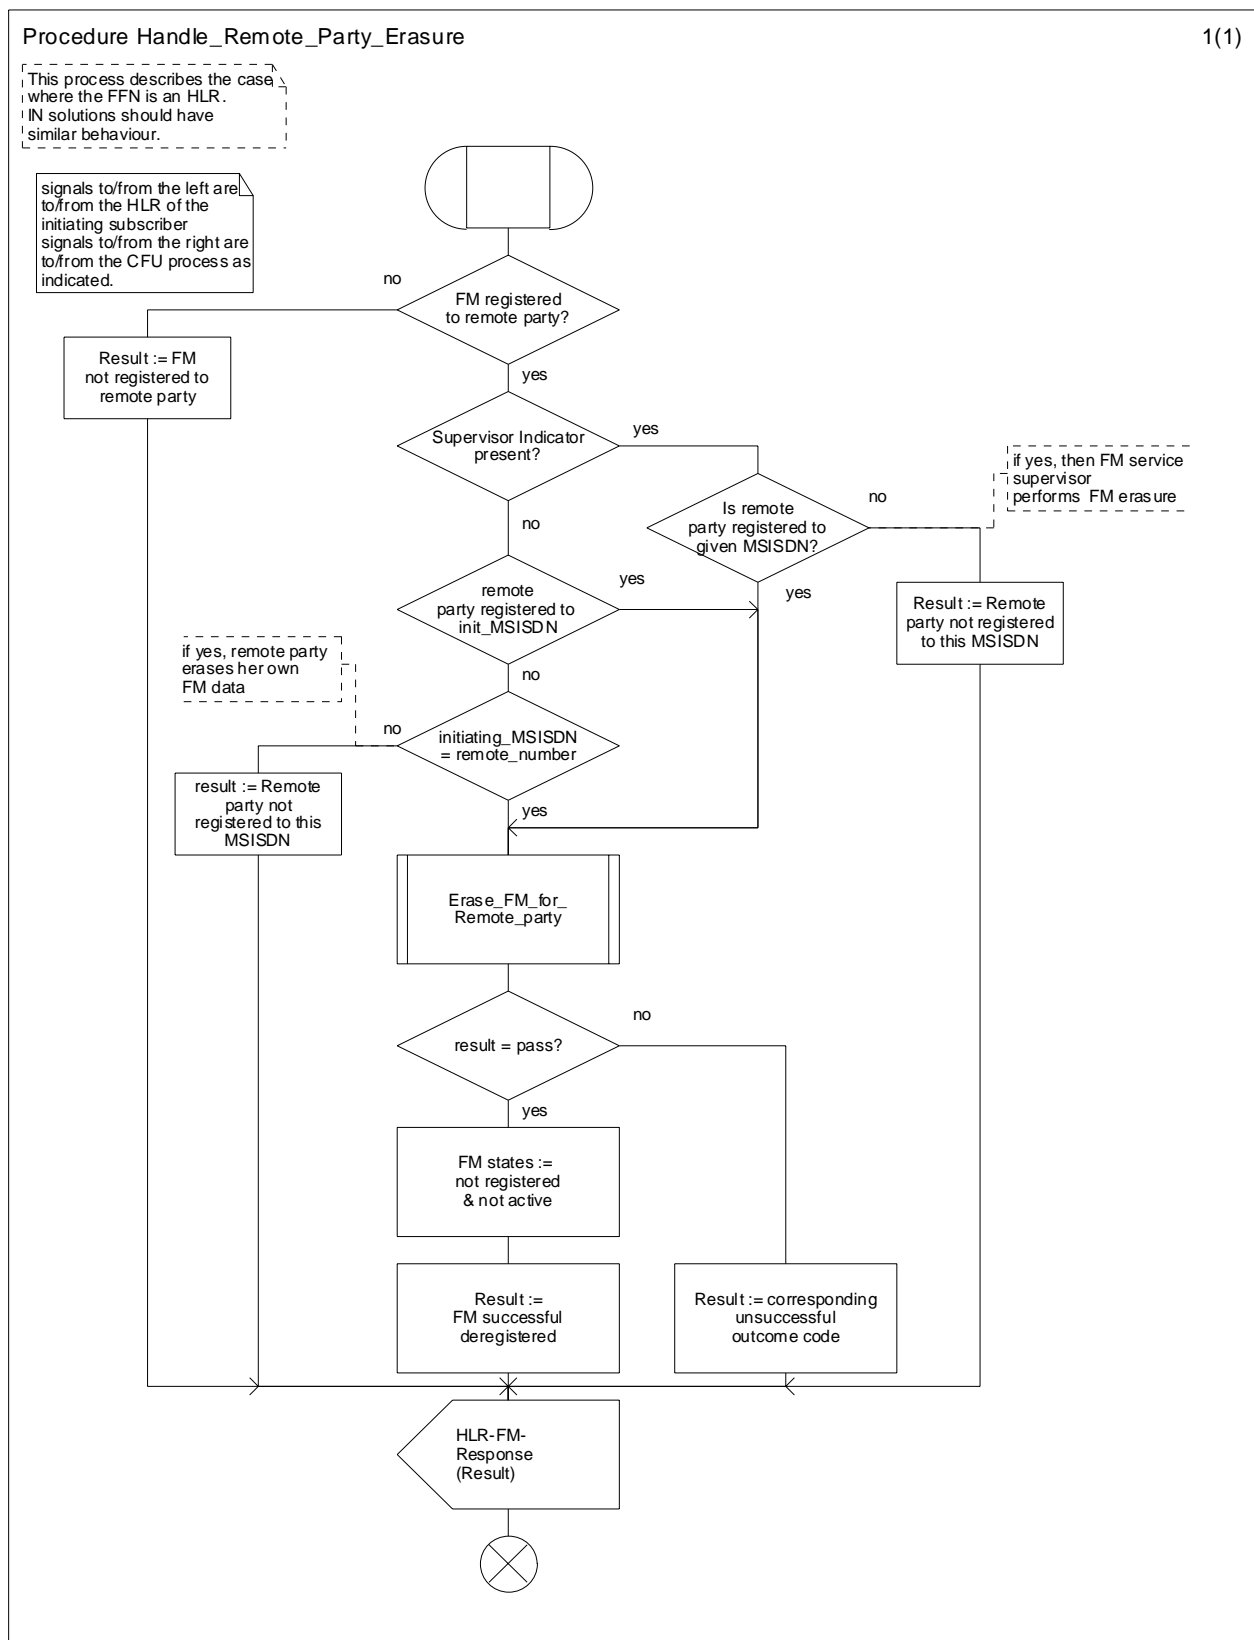 Procedure Handle_Remote_Party_Erasure
1(1)
This process describes the case
where the FFN is an HLR.
IN solutions should have
similar behaviour.
signals to/from the left are
to/from the HLR of the
initiating subscriber
signals to/from the right are
to/from the CFU process as
indicated.
no
FM registered
to remote party?
Result := FM
not registered to
remote party
yes
Supervisor Indicator
present?
yes
if yes, then FM service
supervisor
performs FM erasure
no
Is remote
party registered to
given MSISDN?
no
yes
remote
party registered to
init_MSISDN
yes
Result := Remote
party not registered
to this MSISDN
if yes, remote party
erases her own
FM data
no
no
initiating_MSISDN
= remote_number
result := Remote
party not
registered to this
MSISDN
yes
Erase_FM_for_
Remote_party
no
result = pass?
yes
FM states :=
not registered
& not active
Result :=
FM successful
deregistered
Result := corresponding
unsuccessful
outcome code
HLR-FM-
Response
(Result)